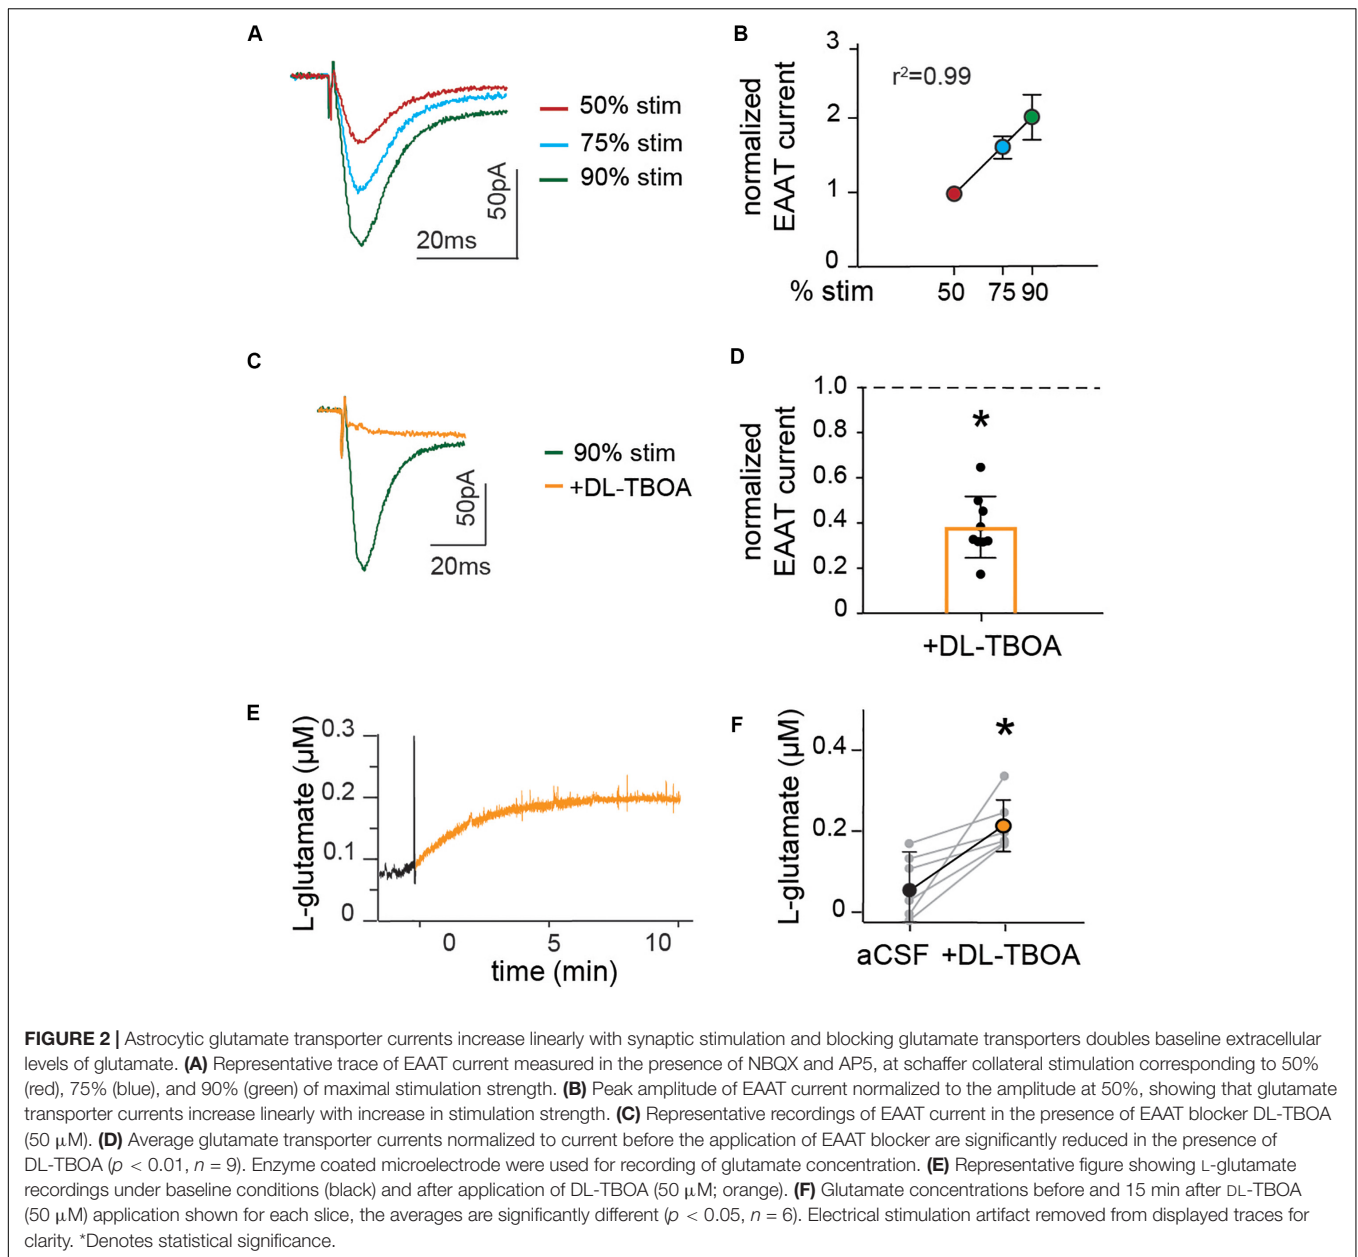 A
50% stim
75% stim
90% stim
50pA
20ms
B
normalized
EAAT current
3
2
1
0
r²=0.99
% stim 50 75 90
C
90% stim
+DL-TBOA
50pA
20ms
D
normalized
EAAT current
1.0
0.8
0.6
0.4
0.2
0
*
+DL-TBOA
E
L-glutamate (µM)
0.3
0.2
0.1
0
0 5 10
time (min)
F
L-glutamate (µM)
0.4
0.2
0
*
aCSF +DL-TBOA
FIGURE 2 | Astrocytic glutamate transporter currents increase linearly with synaptic stimulation and blocking glutamate transporters doubles baseline extracellular
levels of glutamate. (A) Representative trace of EAAT current measured in the presence of NBQX and AP5, at schaffer collateral stimulation corresponding to 50%
(red), 75% (blue), and 90% (green) of maximal stimulation strength. (B) Peak amplitude of EAAT current normalized to the amplitude at 50%, showing that glutamate
transporter currents increase linearly with increase in stimulation strength. (C) Representative recordings of EAAT current in the presence of EAAT blocker DL-TBOA
(50 µM). (D) Average glutamate transporter currents normalized to current before the application of EAAT blocker are significantly reduced in the presence of
DL-TBOA (p < 0.01, n = 9). Enzyme coated microelectrode were used for recording of glutamate concentration. (E) Representative figure showing L-glutamate
recordings under baseline conditions (black) and after application of DL-TBOA (50 µM; orange). (F) Glutamate concentrations before and 15 min after DL-TBOA
(50 µM) application shown for each slice, the averages are significantly different (p < 0.05, n = 6). Electrical stimulation artifact removed from displayed traces for
clarity. *Denotes statistical significance.